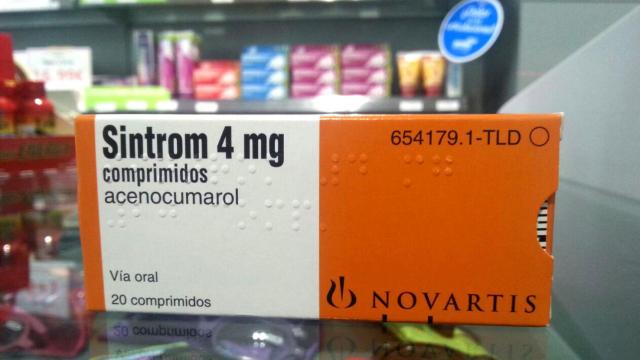 Sintrom 4 mg
comprimidos
acenocumarol
654179.1-TLD
Vía oral
20 comprimidos
NOVARTIS